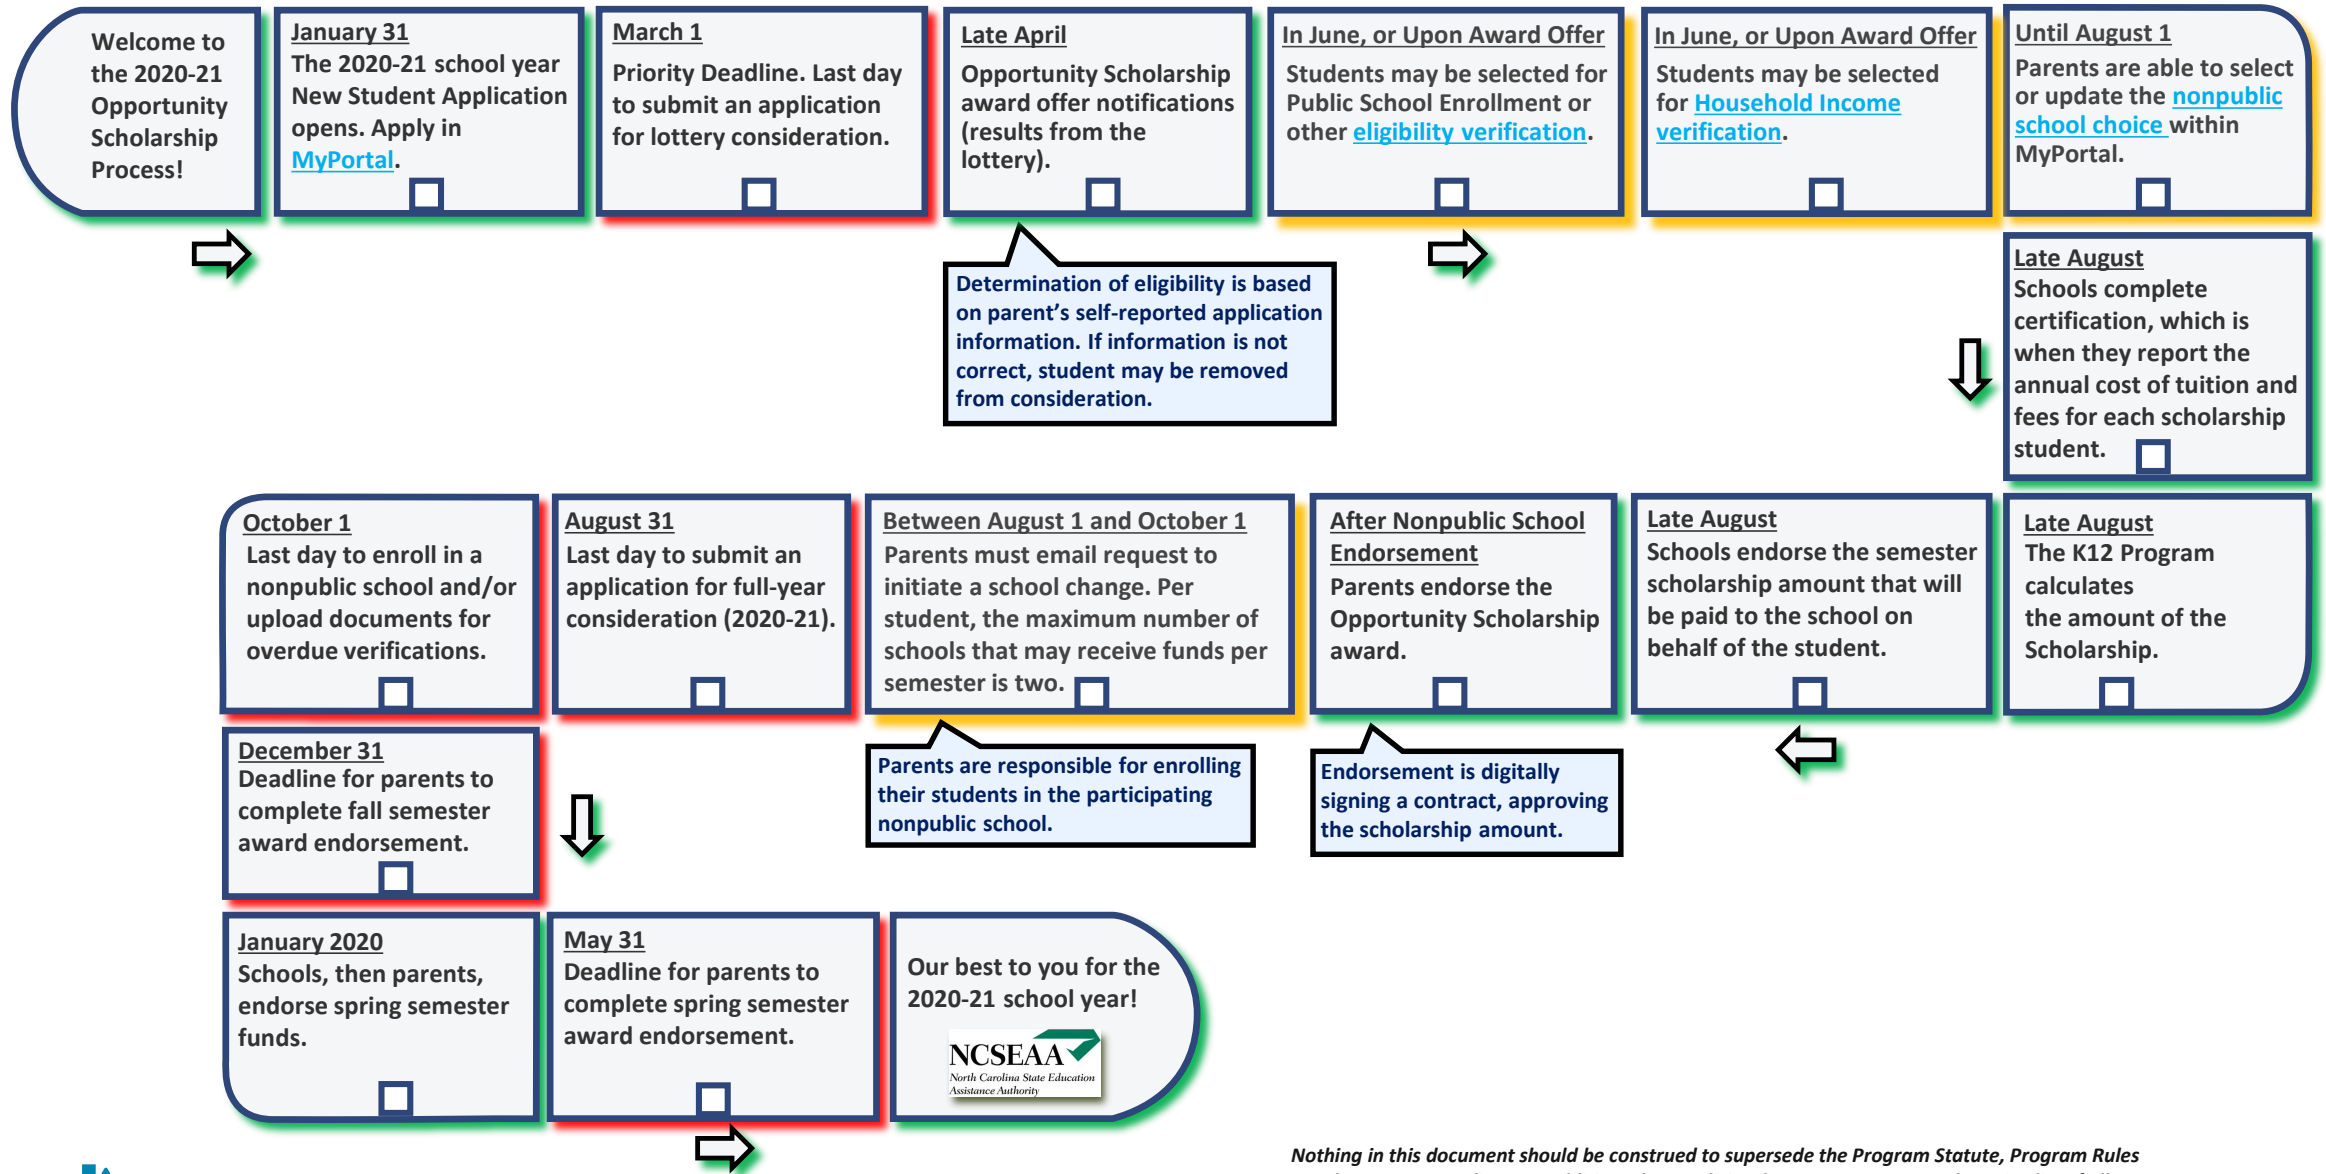 Welcome to
the 2020-21
Opportunity
Scholarship
Process!
January 31
The 2020-21 school year
New Student Application
opens. Apply in
MyPortal.
March 1
Priority Deadline. Last day
to submit an application
for lottery consideration.
Late April
Opportunity Scholarship
award offer notifications
(results from the
lottery).
In June, or Upon Award Offer
Students may be selected for
Public School Enrollment or
other eligibility verification.
In June, or Upon Award Offer
Students may be selected
for Household Income
verification.
Until August 1
Parents are able to select
or update the nonpublic
school choice within
MyPortal.
Determination of eligibility is based
on parent's self-reported application
information. If information is not
correct, student may be removed
from consideration.
Late August
Schools complete
certification, which is
when they report the
annual cost of tuition and
fees for each scholarship
student.
Late August
The K12 Program
calculates
the amount of the
Scholarship.
Late August
Schools endorse the semester
scholarship amount that will
be paid to the school on
behalf of the student.
After Nonpublic School
Endorsement
Parents endorse the
Opportunity Scholarship
award.
Endorsement is digitally
signing a contract, approving
the scholarship amount.
Between August 1 and October 1
Parents must email request to
initiate a school change. Per
student, the maximum number of
schools that may receive funds per
semester is two.
Parents are responsible for enrolling
their students in the participating
nonpublic school.
August 31
Last day to submit an
application for full-year
consideration (2020-21).
October 1
Last day to enroll in a
nonpublic school and/or
upload documents for
overdue verifications.
December 31
Deadline for parents to
complete fall semester
award endorsement.
January 2020
Schools, then parents,
endorse spring semester
funds.
May 31
Deadline for parents to
complete spring semester
award endorsement.
Our best to you for the
2020-21 school year!
NCSEAA
North Carolina State Education
Assistance Authority
Nothing in this document should be construed to supersede the Program Statute, Program Rules